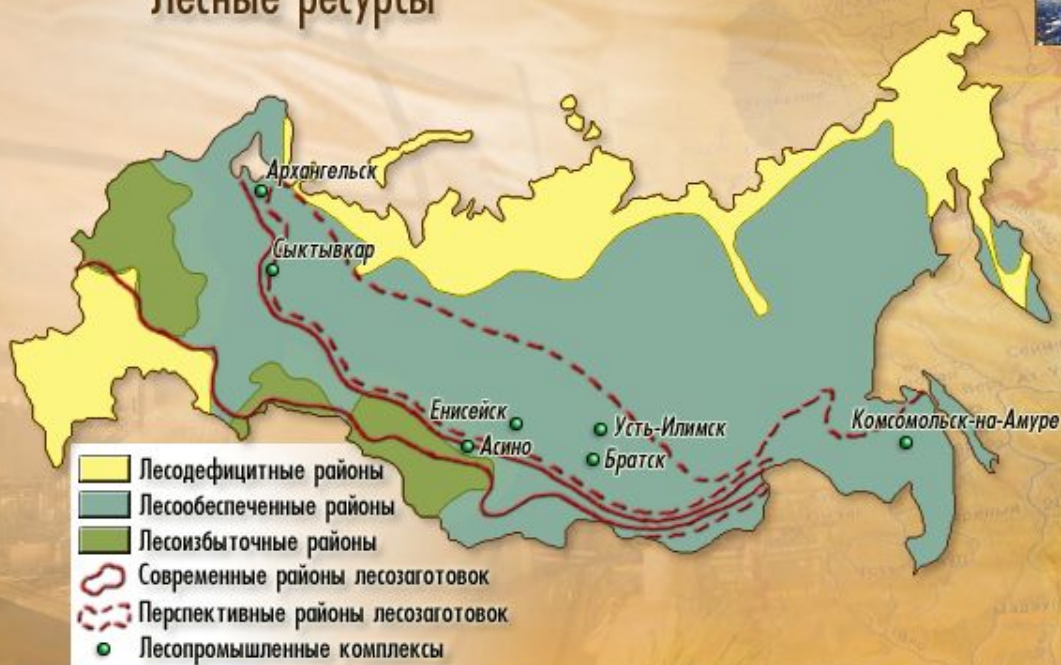 Лесные ресурсы
Архангельск
Сыктывкар
Енисейск
Усть-Илимск
Комсомольск-на-Амуре
Асино
Братск
Лесодефицитные районы
Лесообеспеченные районы
Лесоизбыточные районы
Современные районы лесозаготовок
Перспективные районы лесозаготовок
Лесопромышленные комплексы